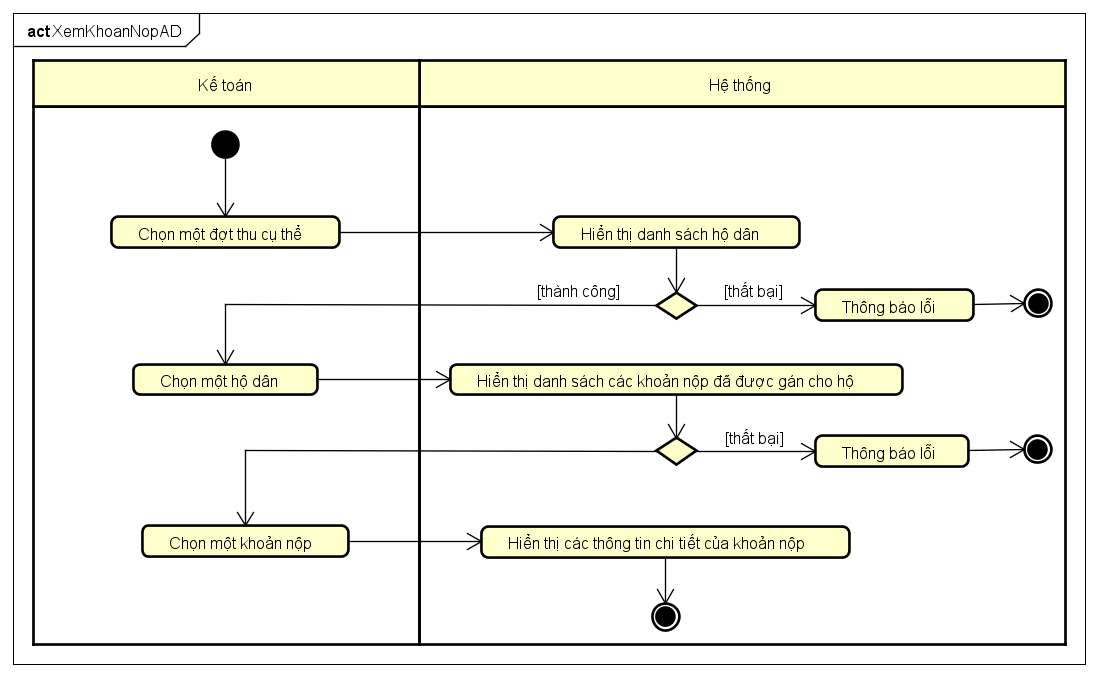 act XemKhoanNopAD
Kế toán
Hệ thống
Chọn một đợt thu cụ thể
Hiển thị danh sách hộ dân
[thành công]
[thất bại]
Thông báo lỗi
Chọn một hộ dân
Hiển thị danh sách các khoản nộp đã được gán cho hộ
[thất bại]
Thông báo lỗi
Chọn một khoản nộp
Hiển thị các thông tin chi tiết của khoản nộp